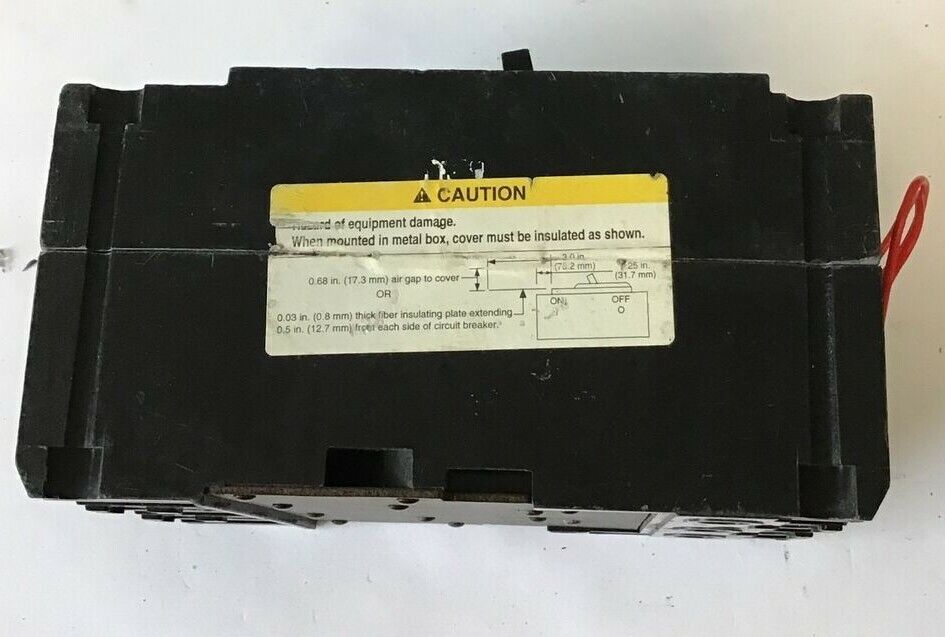 CAUTION
Hazard of equipment damage.
When mounted in metal box, cover must be insulated as shown.
3.0 in.
(76.2 mm)
1.25 in.
(31.7 mm)
0.68 in. (17.3 mm) air gap to cover
OR
ON
OFF
I
O
0.03 in. (0.8 mm) thick fiber insulating plate extending
0.5 in. (12.7 mm) from each side of circuit breaker.